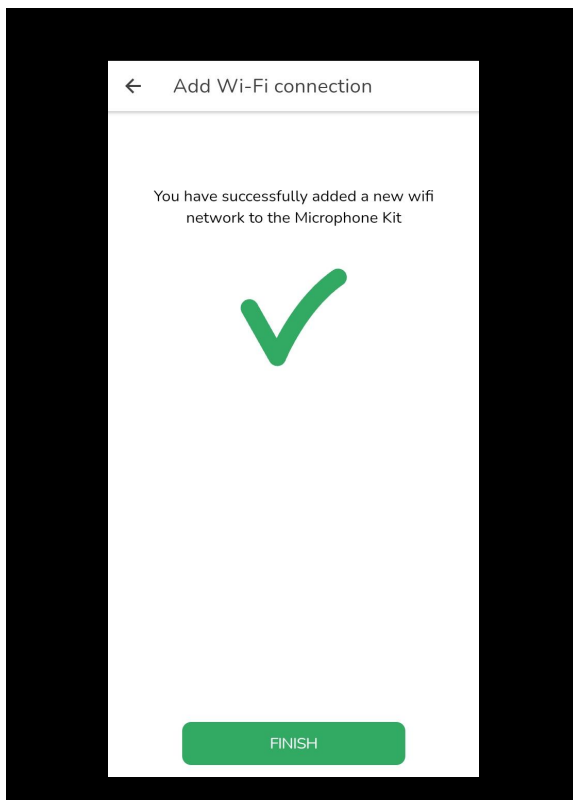 Add Wi-Fi connection
You have successfully added a new wifi
network to the Microphone Kit
FINISH